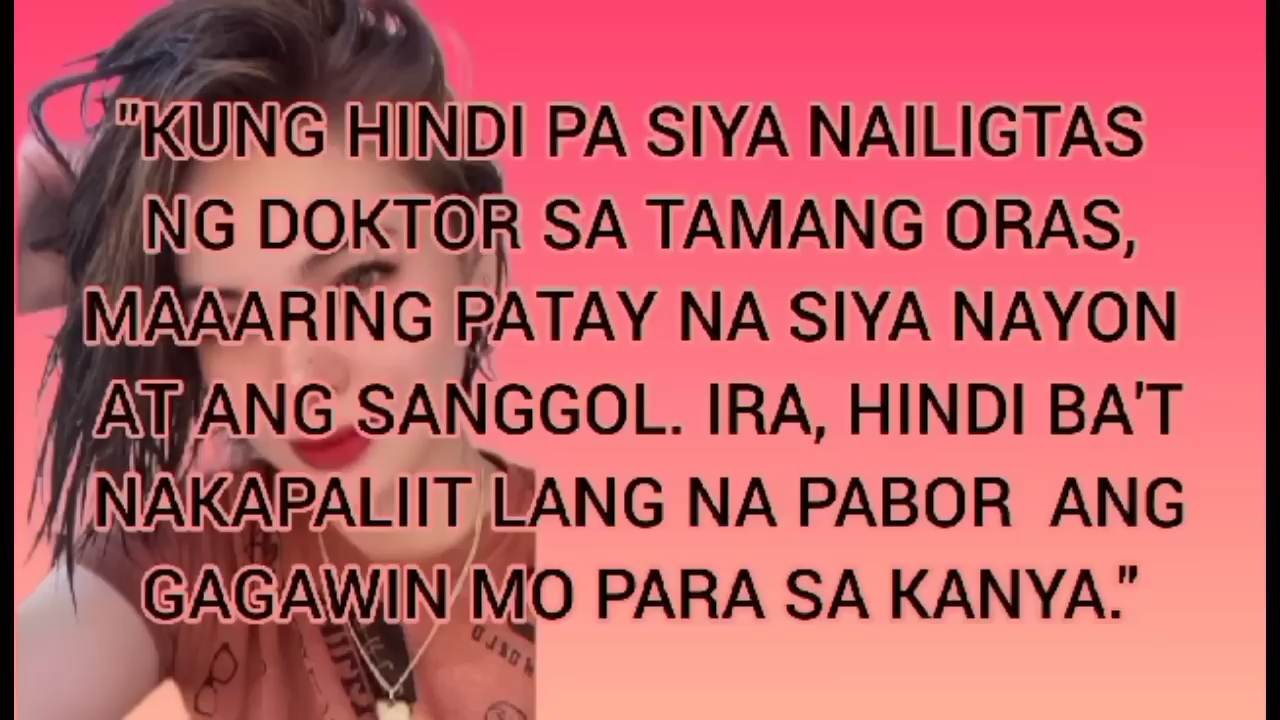 "KUNG HINDI PA SIYA NAILIGTAS
NG DOKTOR SA TAMANG ORAS,
MAAARING PATAY NA SIYA NAYON
AT ANG SANGGOL. IRA, HINDI BA'T
NAKAPALIIT LANG NA PABOR  ANG
GAGAWIN MO PARA SA KANYA."